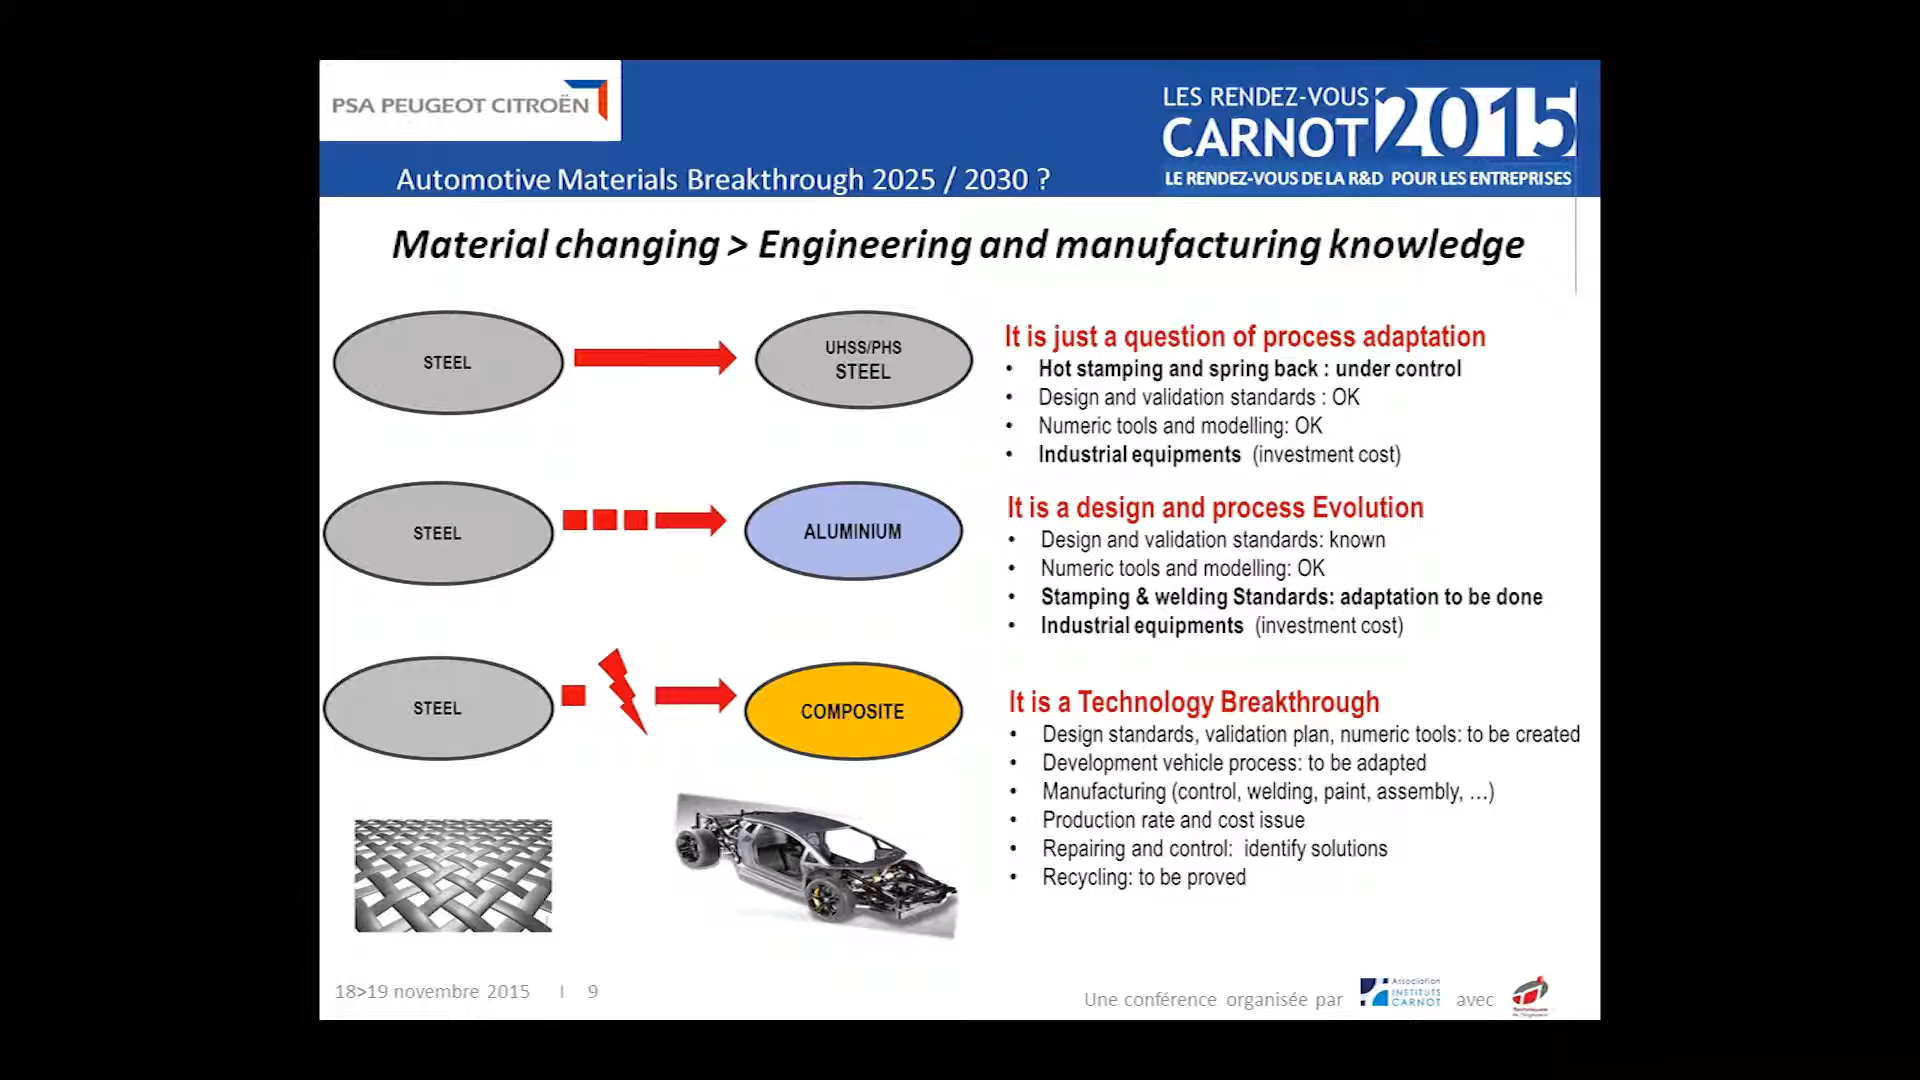 PSA PEUGEOT CITROËN
LES RENDEZ-VOUS
CARNOT 2015
LE RENDEZ-VOUS DE LA R&D POUR LES ENTREPRISES
Automotive Materials Breakthrough 2025 / 2030 ?
Material changing > Engineering and manufacturing knowledge
STEEL
UHSS/PHS
STEEL
It is just a question of process adaptation
• Hot stamping and spring back : under control
• Design and validation standards : OK
• Numeric tools and modelling: OK
• Industrial equipments (investment cost)
STEEL
ALUMINIUM
It is a design and process Evolution
• Design and validation standards: known
• Numeric tools and modelling: OK
• Stamping & welding Standards: adaptation to be done
• Industrial equipments (investment cost)
STEEL
COMPOSITE
It is a Technology Breakthrough
• Design standards, validation plan, numeric tools: to be created
• Development vehicle process: to be adapted
• Manufacturing (control, welding, paint, assembly, …)
• Production rate and cost issue
• Repairing and control: identify solutions
• Recycling: to be proved
18>19 novembre 2015 I 9
Une conférence organisée par
Association
INSTITUTS
CARNOT
avec